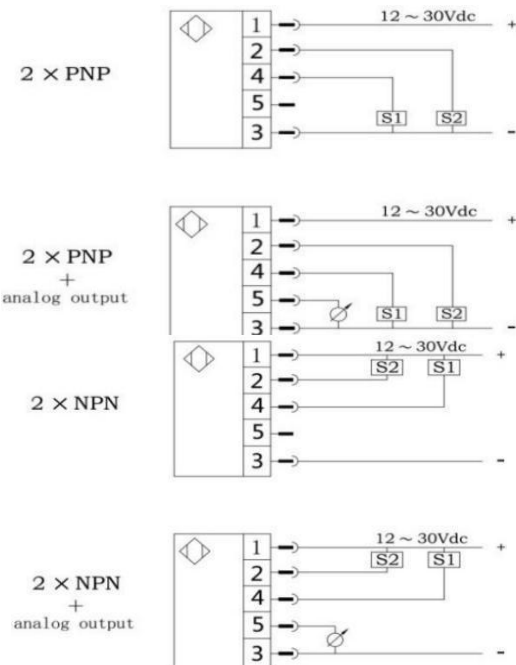 1 12～30Vdc +
2
2 × PNP
4
5
S1 S2
3 -
1 12～30Vdc +
2
2 × PNP
+
4
analog output
5
S1 S2
3 -
1 12～30Vdc +
S2 S1
2
2 × NPN
4
5
3 -
1 12～30Vdc +
S2 S1
2
2 × NPN
+
4
analog output
5
3 -